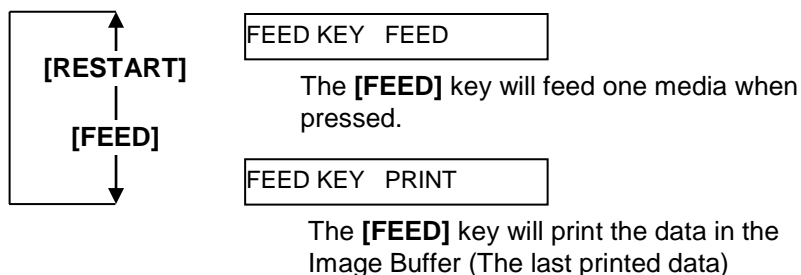 [RESTART]
[FEED]
FEED KEY FEED
The [FEED] key will feed one media when
pressed.
FEED KEY PRINT
The [FEED] key will print the data in the
Image Buffer (The last printed data)